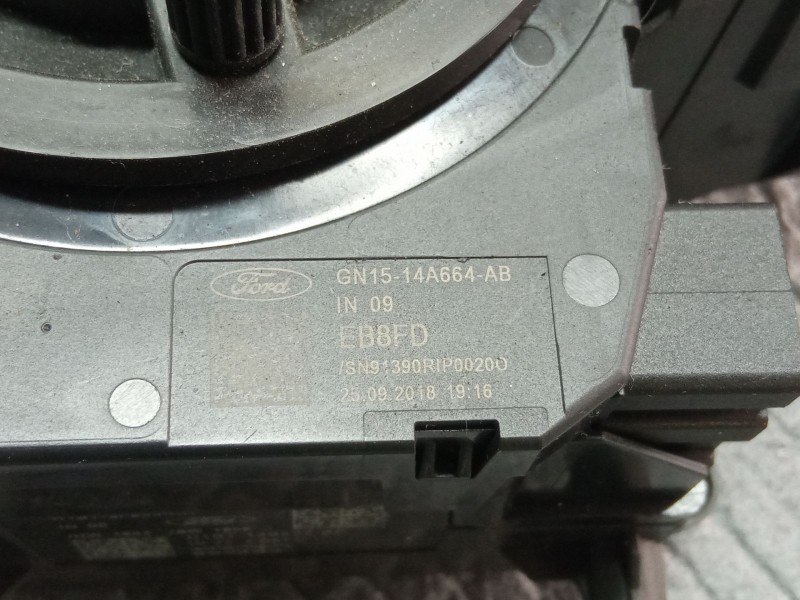 Ford
GN15-14A664-AB
IN 09
EB8FD
/SN91390RIP0020O
25.09.2018 19:16